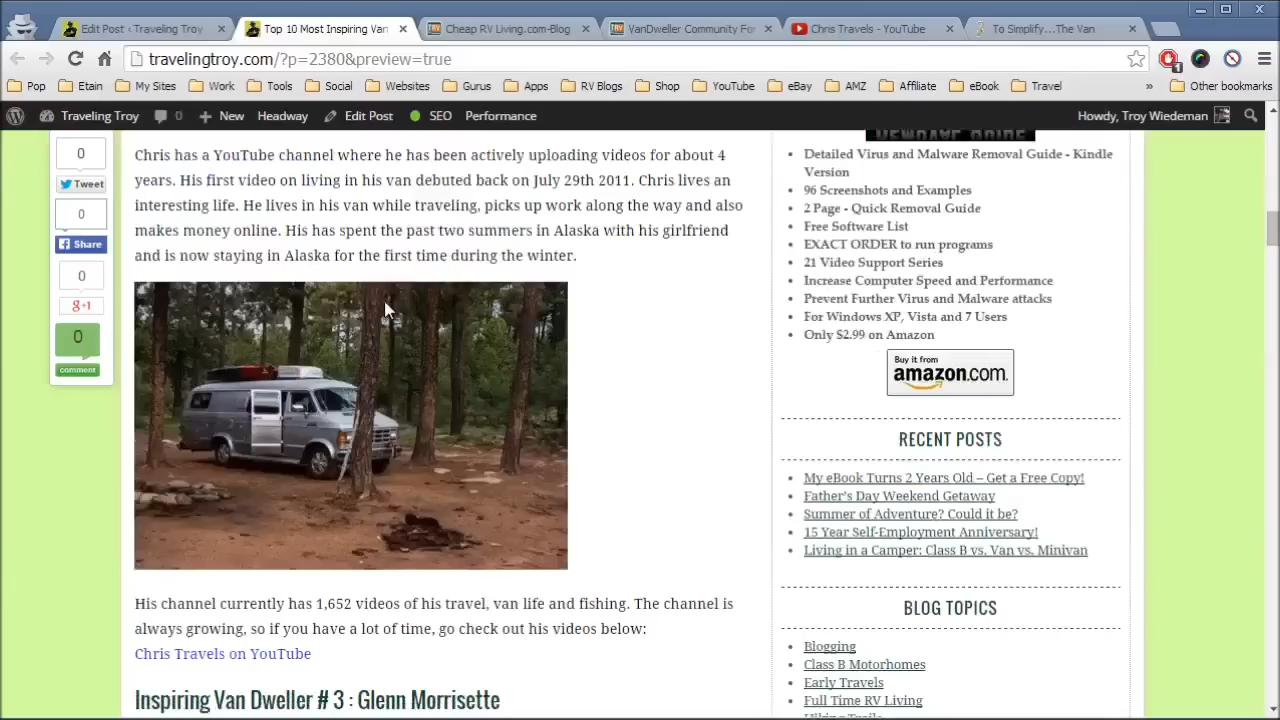 Edit Post ‹ Traveling Troy
Top 10 Most Inspiring Van
Cheap RV Living.com-Blog
VanDweller Community For
Chris Travels - YouTube
To Simplify...The Van
travelingtroy.com/?p=2380&preview=true
1
Pop
Etain
My Sites
Work
Tools
Social
Websites
Gurus
Apps
RV Blogs
Shop
YouTube
eBay
AMZ
Affiliate
eBook
Travel
»
Other bookmarks
Traveling Troy
0
New
Headway
Edit Post
SEO
Performance
Howdy, Troy Wiedeman
0
Tweet
0
Share
0
g+1
0
comment
Chris has a YouTube channel where he has been actively uploading videos for about 4
years. His first video on living in his van debuted back on July 29th 2011. Chris lives an
interesting life. He lives in his van while traveling, picks up work along the way and also
makes money online. His has spent the past two summers in Alaska with his girlfriend
and is now staying in Alaska for the first time during the winter.
His channel currently has 1,652 videos of his travel, van life and fishing. The channel is
always growing, so if you have a lot of time, go check out his videos below:
Chris Travels on YouTube
Inspiring Van Dweller # 3 : Glenn Morrisette
Detailed Virus and Malware Removal Guide - Kindle
Version
96 Screenshots and Examples
2 Page - Quick Removal Guide
Free Software List
EXACT ORDER to run programs
21 Video Support Series
Increase Computer Speed and Performance
Prevent Further Virus and Malware attacks
For Windows XP, Vista and 7 Users
Only $2.99 on Amazon
Buy it from
amazon.com.
RECENT POSTS
My eBook Turns 2 Years Old – Get a Free Copy!
Father's Day Weekend Getaway
Summer of Adventure? Could it be?
15 Year Self-Employment Anniversary!
Living in a Camper: Class B vs. Van vs. Minivan
BLOG TOPICS
Blogging
Class B Motorhomes
Early Travels
Full Time RV Living